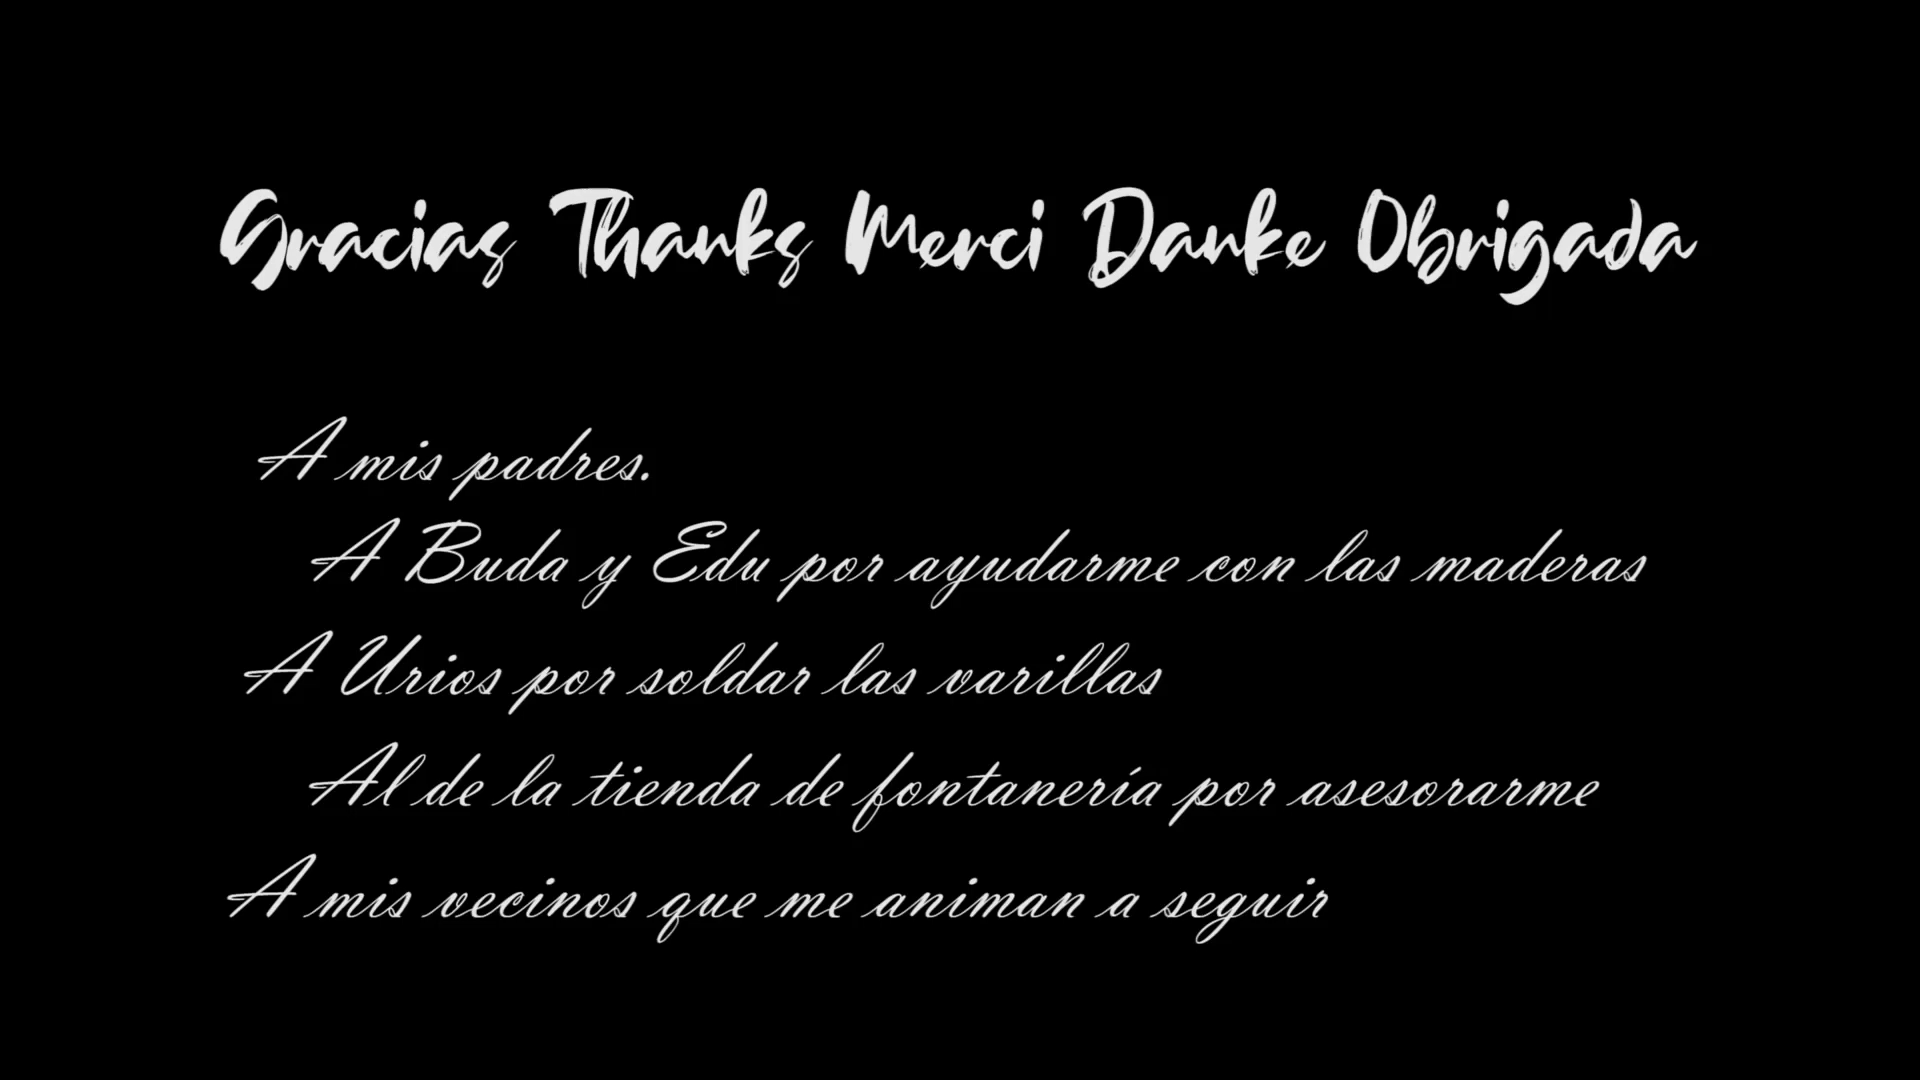 Gracias Thanks Merci Danke Obrigada
A mis padres.
A Buda y Edu por ayudarme con las maderas
A Urios por soldar las varillas
Al de la tienda de fontanería por asesorarme
A mis vecinos que me animan a seguir